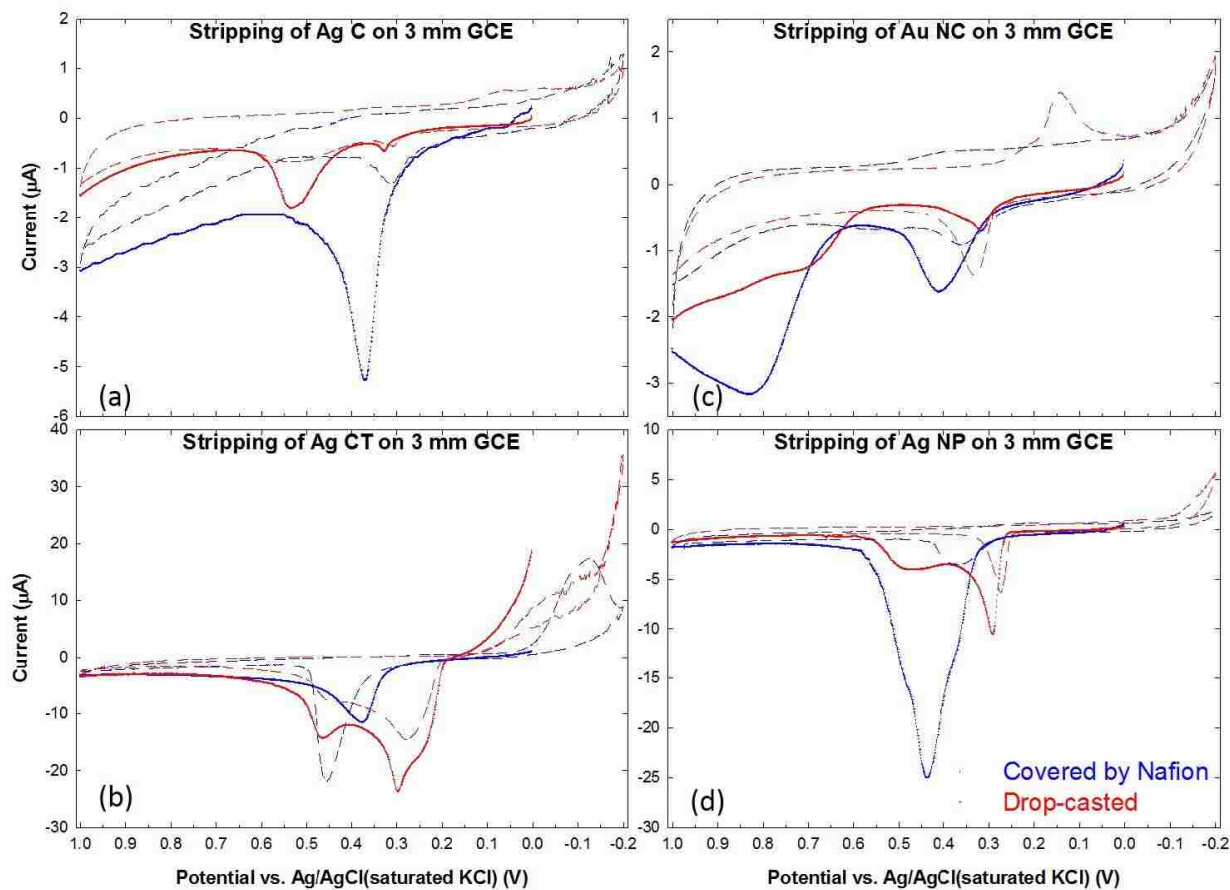 Stripping of Ag C on 3 mm GCE
2
1
0
-1
-2
-3
-4
-5
-6
Current (µA)
(a)
Stripping of Au NC on 3 mm GCE
2
1
0
-1
-2
-3
(c)
Stripping of Ag CT on 3 mm GCE
40
30
20
10
0
-10
-20
-30
Current (µA)
(b)
1.0 0.9 0.8 0.7 0.6 0.5 0.4 0.3 0.2 0.1 0.0 -0.1 -0.2
Potential vs. Ag/AgCl(saturated KCl) (V)
Stripping of Ag NP on 3 mm GCE
10
5
0
-5
-10
-15
-20
-25
-30
Covered by Nafion
Drop-casted
(d)
1.0 0.9 0.8 0.7 0.6 0.5 0.4 0.3 0.2 0.1 0.0 -0.1 -0.2
Potential vs. Ag/AgCl(saturated KCl) (V)